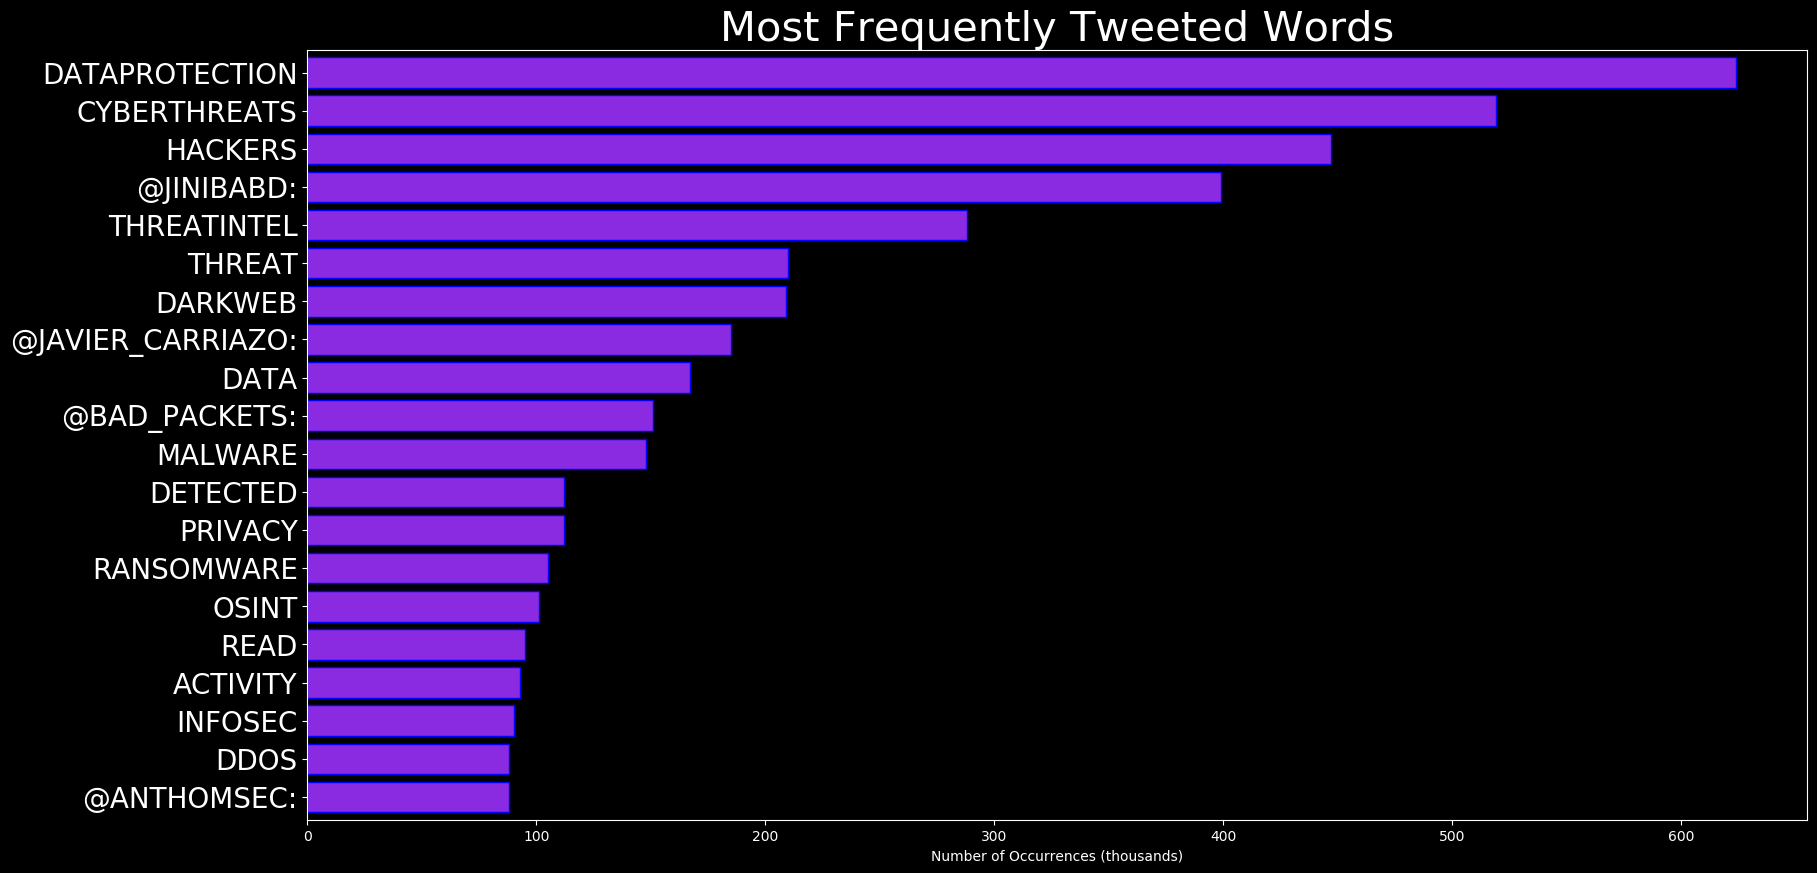 Most Frequently Tweeted Words
DATAPROTECTION
CYBERTHREATS
HACKERS
@JINIBABD:
THREATINTEL
THREAT
DARKWEB
@JAVIER_CARRIAZO:
DATA
@BAD_PACKETS:
MALWARE
DETECTED
PRIVACY
RANSOMWARE
OSINT
READ
ACTIVITY
INFOSEC
DDOS
@ANTHOMSEC:
0 100 200 300 400 500 600
Number of Occurrences (thousands)